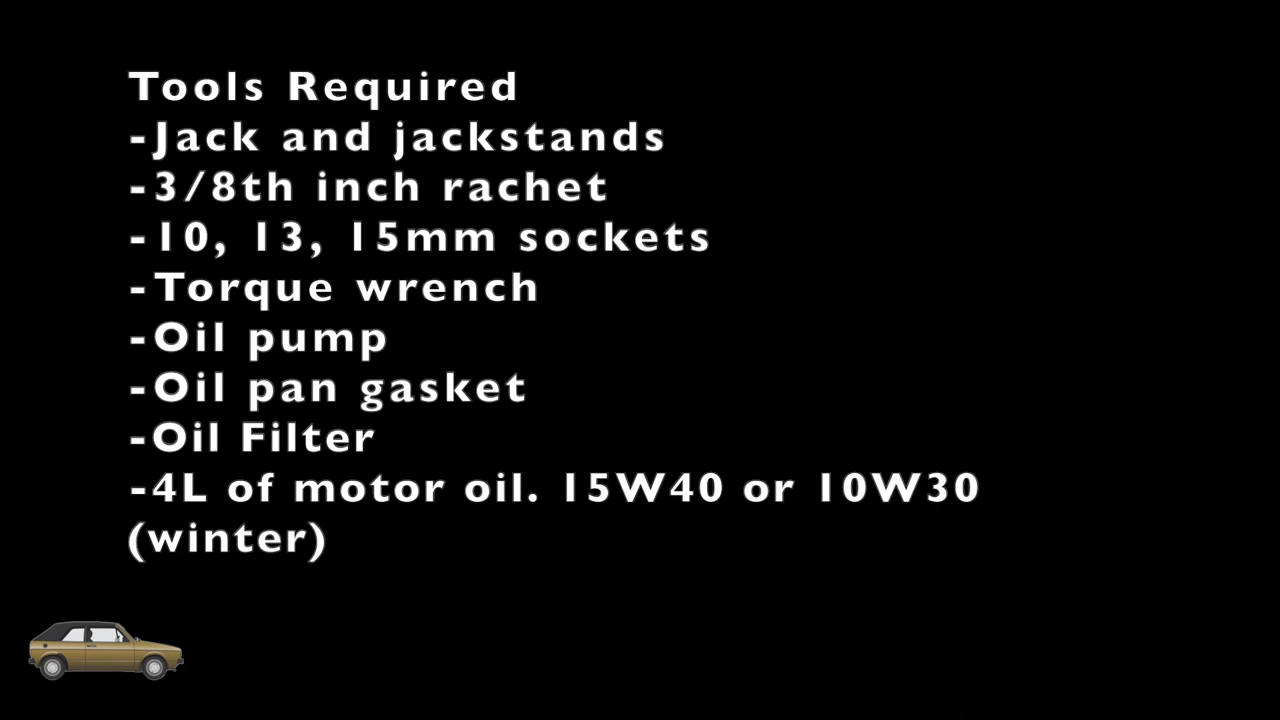 Tools Required
-Jack and jackstands
-3/8th inch rachet
-10, 13, 15mm sockets
-Torque wrench
-Oil pump
-Oil pan gasket
-Oil Filter
-4L of motor oil. 15W40 or 10W30
(winter)